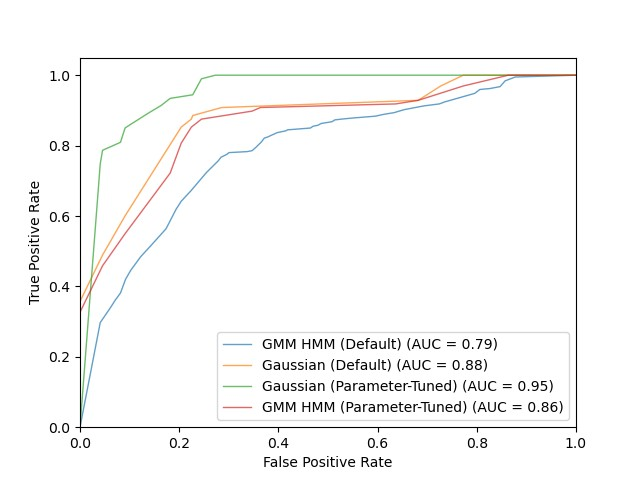 1.0
0.8
0.6
0.4
0.2
0.0
True Positive Rate
GMM HMM (Default) (AUC = 0.79)
Gaussian (Default) (AUC = 0.88)
Gaussian (Parameter-Tuned) (AUC = 0.95)
GMM HMM (Parameter-Tuned) (AUC = 0.86)
0.0 0.2 0.4 0.6 0.8 1.0
False Positive Rate